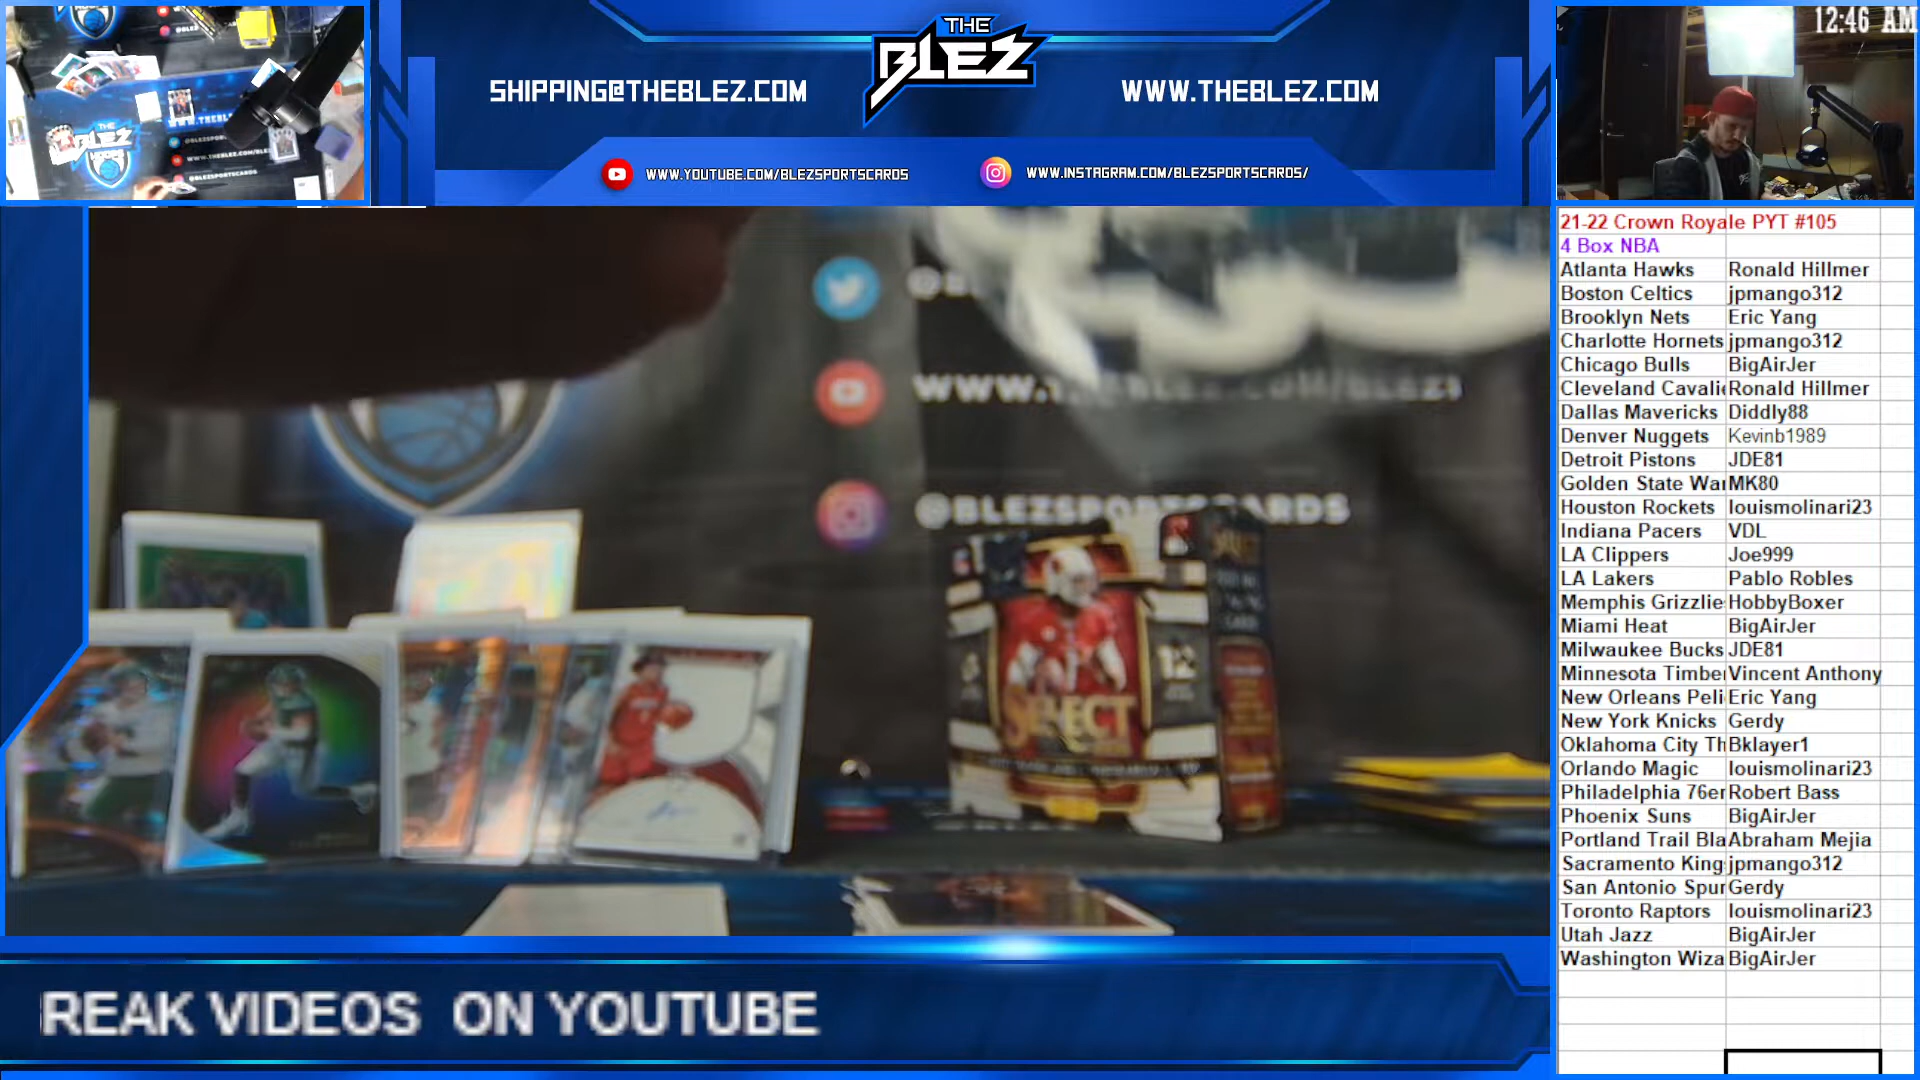 THE
BLEZ
SHIPPING@THEBLEZ.COM
WWW.THEBLEZ.COM
WWW.YOUTUBE.COM/BLEZSPORTSCARDS
WWW.INSTAGRAM.COM/BLEZSPORTSCARDS/
12:46 AM
THE
BLEZ
@BLEZSPORTSCARDS
SELECT
12
21-22 Crown Royale PYT #105
4 Box NBA
Atlanta Hawks Ronald Hillmer
Boston Celtics jpmango312
Brooklyn Nets Eric Yang
Charlotte Hornets jpmango312
Chicago Bulls BigAirJer
Cleveland Cavalie Ronald Hillmer
Dallas Mavericks Diddly88
Denver Nuggets Kevinb1989
Detroit Pistons JDE81
Golden State War MK80
Houston Rockets louismolinari23
Indiana Pacers VDL
LA Clippers Joe999
LA Lakers Pablo Robles
Memphis Grizzlie HobbyBoxer
Miami Heat BigAirJer
Milwaukee Bucks JDE81
Minnesota Timbe Vincent Anthony
New Orleans Peli Eric Yang
New York Knicks Gerdy
Oklahoma City Th Bklayer1
Orlando Magic louismolinari23
Philadelphia 76er Robert Bass
Phoenix Suns BigAirJer
Portland Trail Bla Abraham Mejia
Sacramento King jpmango312
San Antonio Spur Gerdy
Toronto Raptors louismolinari23
Utah Jazz BigAirJer
Washington Wiza BigAirJer
REAK VIDEOS ON YOUTUBE